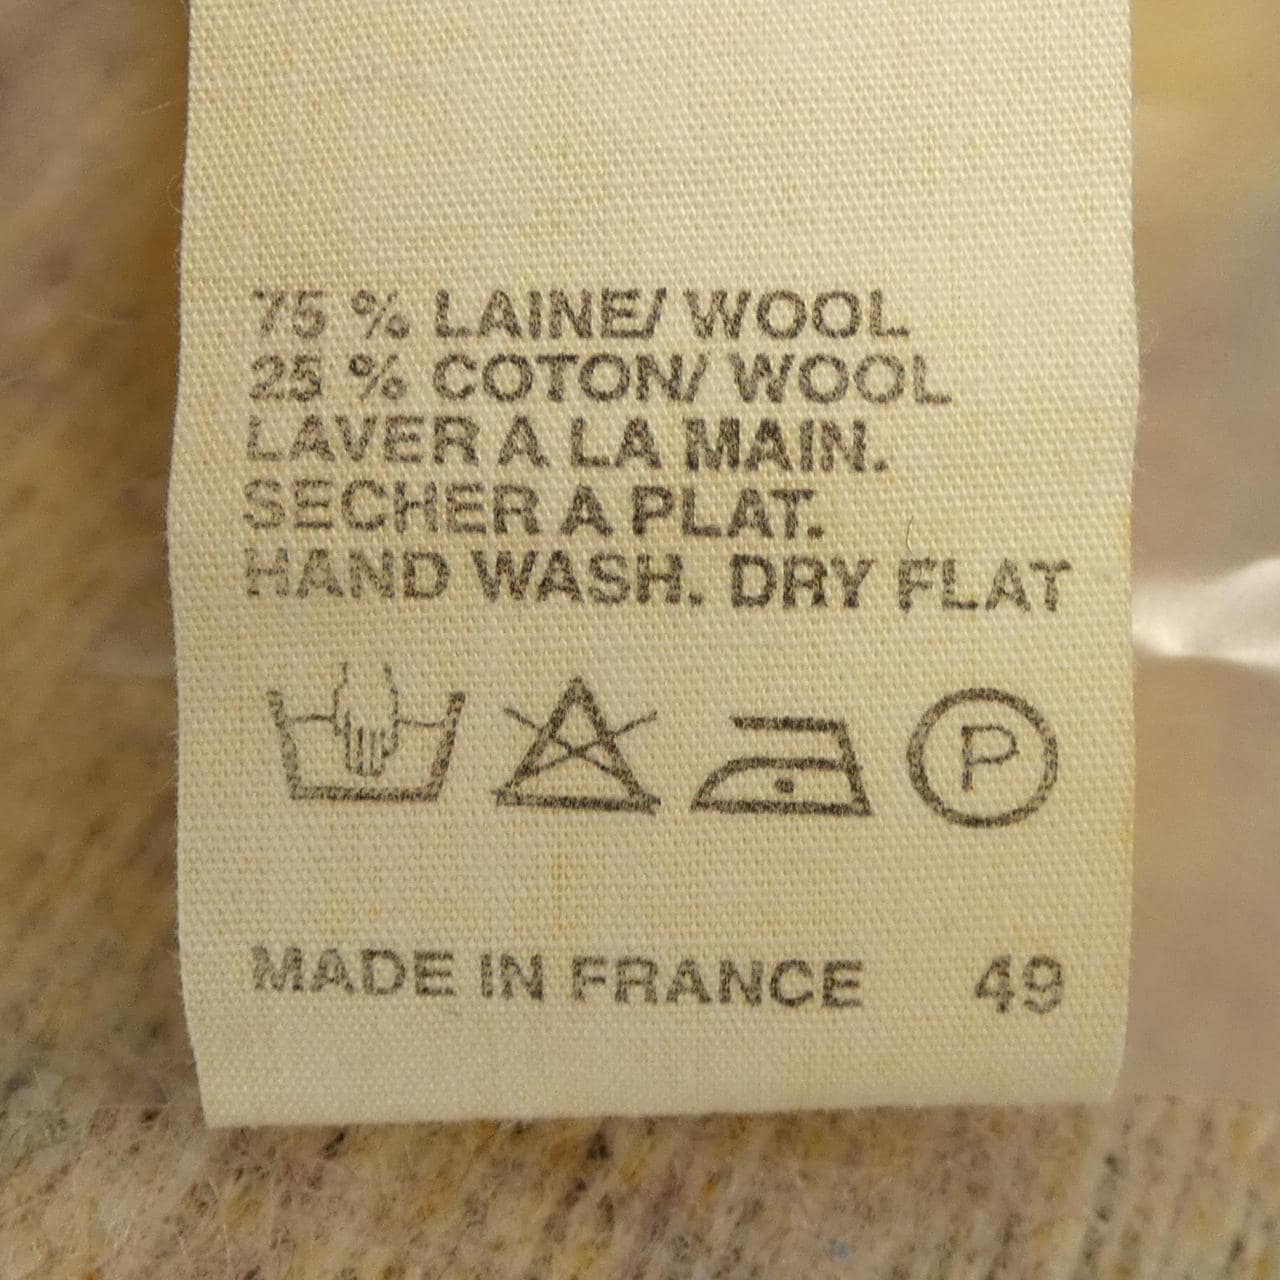 75 % LAINE/ WOOL
25 % COTON/ WOOL
LAVER A LA MAIN.
SECHER A PLAT.
HAND WASH. DRY FLAT
P
MADE IN FRANCE 49